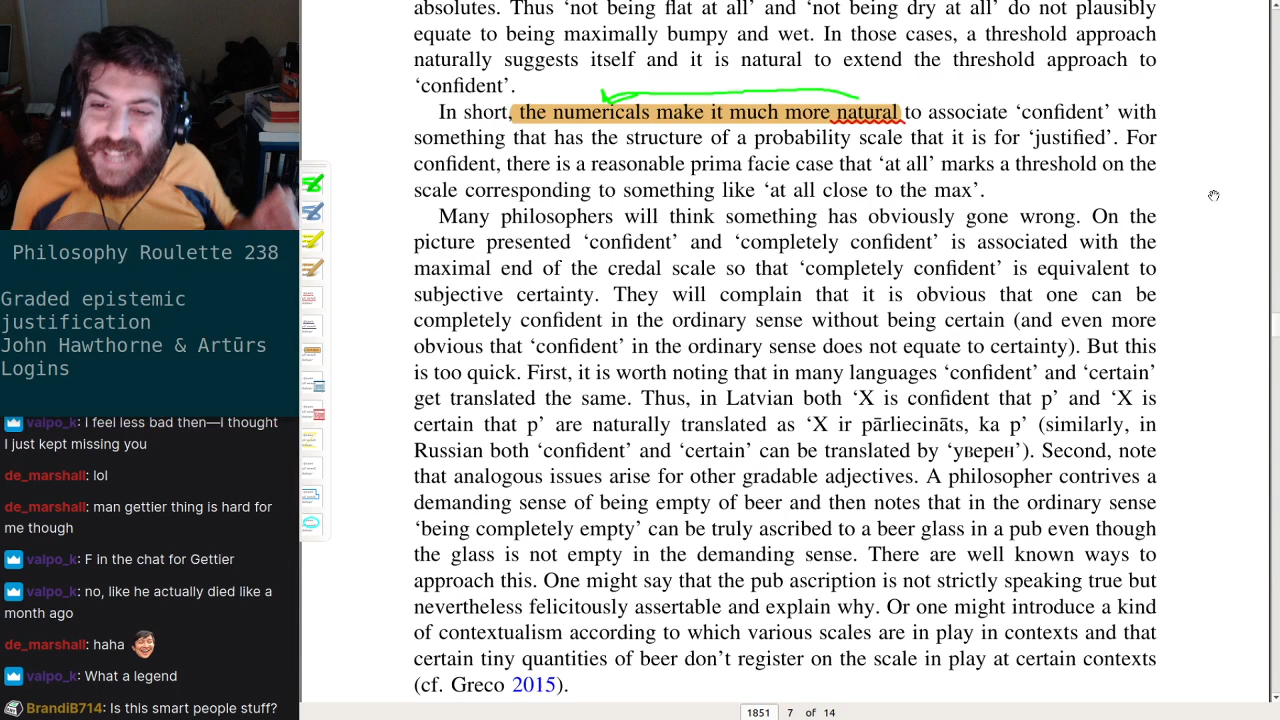 absolutes. Thus ‘not being flat at all’ and ‘not being dry at all’ do not plausibly
equate to being maximally bumpy and wet. In those cases, a threshold approach
naturally suggests itself and it is natural to extend the threshold approach to
‘confident’.
In short, the numericals make it much more natural to associate ‘confident’ with
something that has the structure of a probability scale that it is for ‘justified’. For
confident, there is a reasonable prima facie case that ‘at all’ marks a threshold on the
scale corresponding to something like ‘at all close to the max’.
Many philosophers will think something has obviously gone wrong. On the
picture presented ‘confident’ and ‘completely confident’ is associated with the
maximal end of the credal scale so that ‘completely confident’ is equivalent to
subjective certainty. They will complain that it is obvious that one can be
completely confident in the ordinary sense without being certain (and even more
obvious that ‘confident’ in the ordinary sense does not equate to certainty). But this
is too quick. First, it is worth noting that in many languages ‘confident’ and ‘certain’
get translated the same. Thus, in Latvian both ‘X is confident that p’ and ‘X is
certain that p’ are naturally translated as ‘X ir pārliecināts, ka p’ (similarly, in
Russian both ‘confident’ and ‘certain’ can be translated by ‘уверен’). Second, note
that analogous issues arise for other gradable adjectives. A philosopher conceives a
demanding sense of being empty of beer and then notes that in the ordinary sense
‘being completely empty’ can be truly ascribed to a beer glass in a pub even though
the glass is not empty in the demanding sense. There are well known ways to
approach this. One might say that the pub ascription is not strictly speaking true but
nevertheless felicitously assertable and explain why. Or one might introduce a kind
of contextualism according to which various scales are in play in contexts and that
certain tiny quantities of beer don’t register on the scale in play at certain contexts
(cf. Greco 2015).
1851 7 of 14
Philosophy Roulette 238
Graded epistemic
justification
John Hawthorne & Artūrs
Logins
valpo_k: I feel less bad then—I thought
I just kept missing you
de_marshall: lol
de_marshall: man gettier thing is hard for
me though
valpo_k: F in the chat for Gettier
valpo_k: no, like he actually died like a
month ago
de_marshall: haha
valpo_k: What a legend
BrandiB714: Is this smart people stuff?